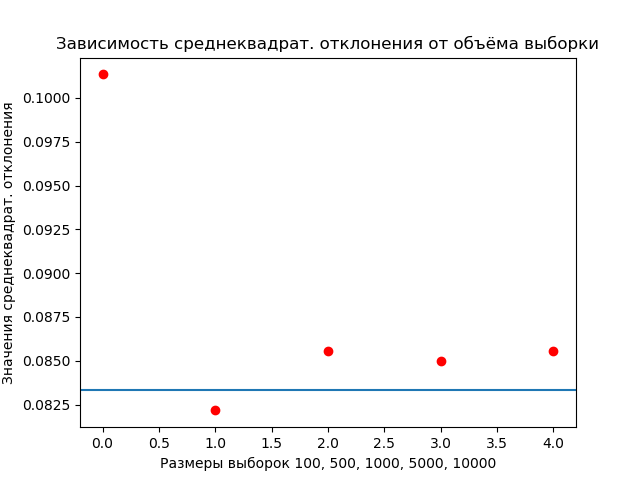 Зависимость среднеквадрат. отклонения от объёма выборки
Значения среднеквадрат. отклонения
0.1000
0.0975
0.0950
0.0925
0.0900
0.0875
0.0850
0.0825
0.0 0.5 1.0 1.5 2.0 2.5 3.0 3.5 4.0
Размеры выборок 100, 500, 1000, 5000, 10000